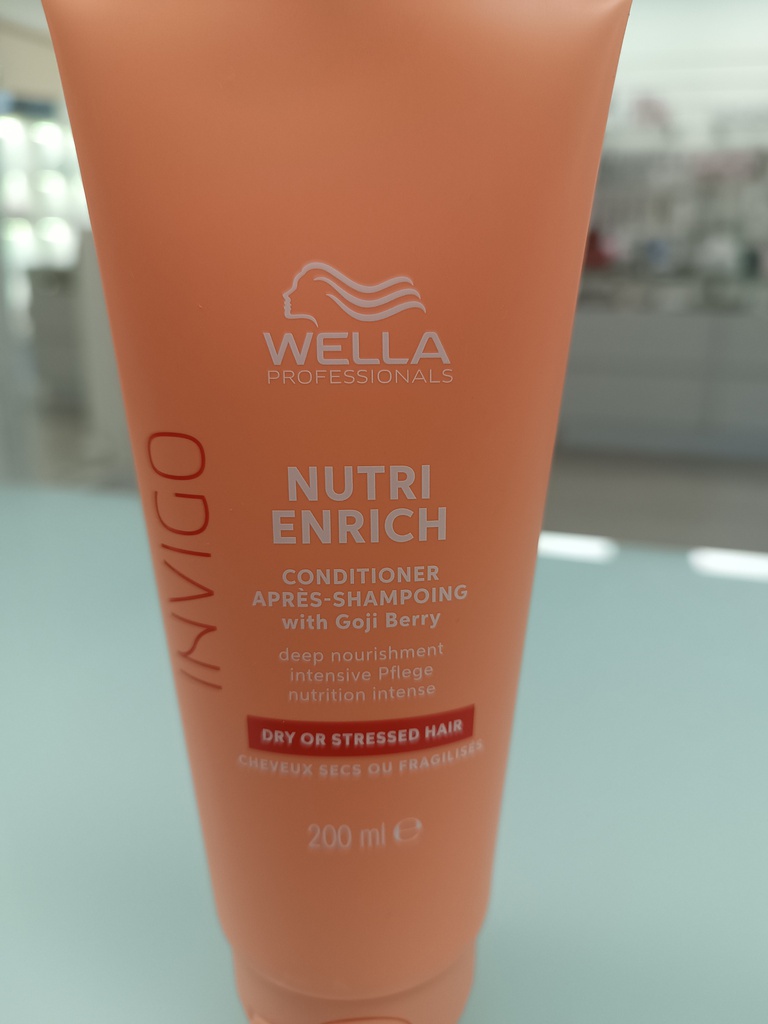 WELLA
PROFESSIONALS
INVIGO
NUTRI
ENRICH
CONDITIONER
APRÈS-SHAMPOING
with Goji Berry
deep nourishment
intensive Pflege
nutrition intense
DRY OR STRESSED HAIR
CHEVEUX SECS OU FRAGILISÉS
200 ml ℮